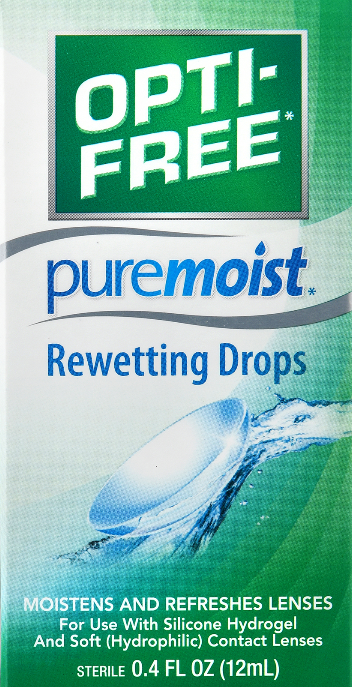 OPTI-
FREE*
puremoist*
Rewetting Drops
MOISTENS AND REFRESHES LENSES
For Use With Silicone Hydrogel
And Soft (Hydrophilic) Contact Lenses
STERILE 0.4 FL OZ (12mL)